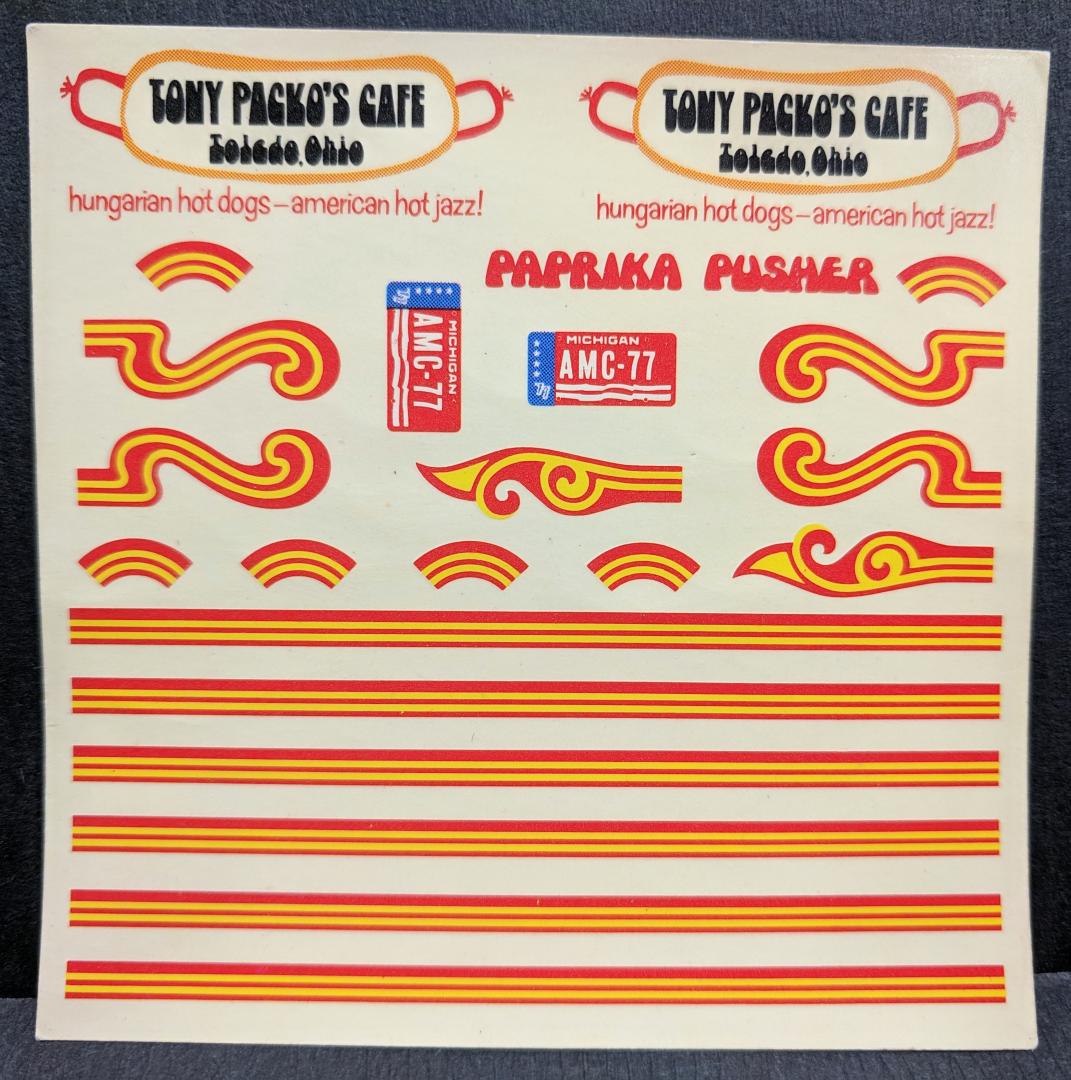 TONY PACKO'S CAFE
Toledo, Ohio
hungarian hot dogs – american hot jazz!
TONY PACKO'S CAFE
Toledo, Ohio
hungarian hot dogs – american hot jazz!
PAPRIKA PUSHER
MICHIGAN
AMC-77
MICHIGAN
AMC-77